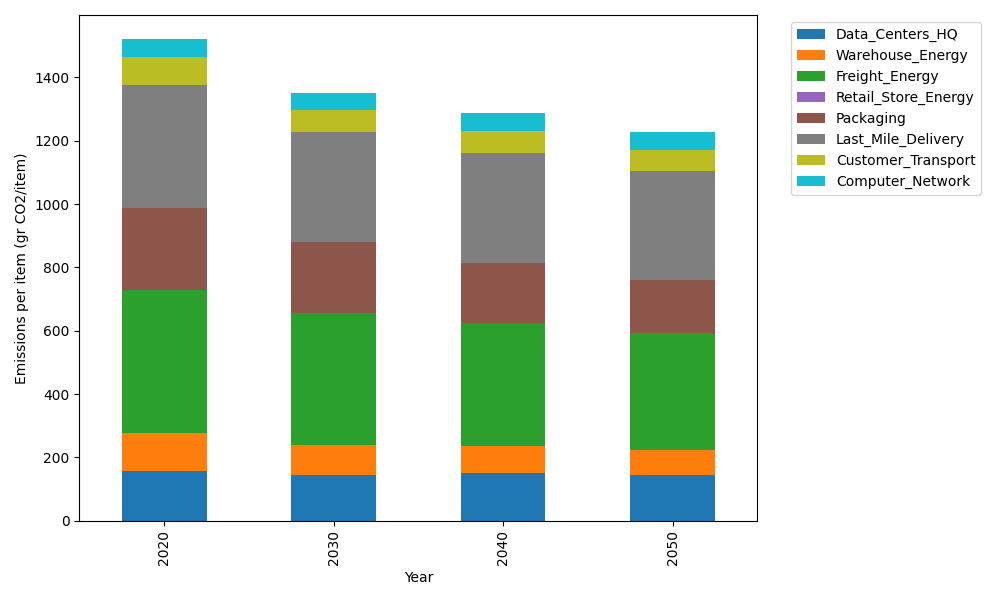 Emissions per item (gr CO2/item)
1400
1200
1000
800
600
400
200
0
2020
2030
2040
2050
Year
Data_Centers_HQ
Warehouse_Energy
Freight_Energy
Retail_Store_Energy
Packaging
Last_Mile_Delivery
Customer_Transport
Computer_Network